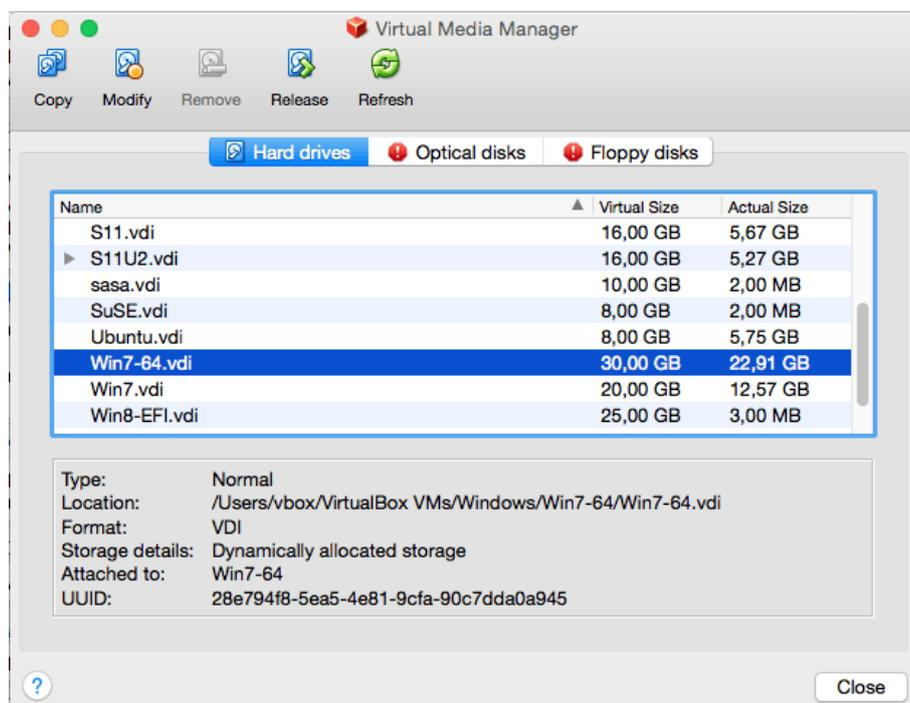 Virtual Media Manager
Copy Modify Remove Release Refresh
Hard drives Optical disks Floppy disks
Name Virtual Size Actual Size
S11.vdi 16,00 GB 5,67 GB
S11U2.vdi 16,00 GB 5,27 GB
sasa.vdi 10,00 GB 2,00 MB
SuSE.vdi 8,00 GB 2,00 MB
Ubuntu.vdi 8,00 GB 5,75 GB
Win7-64.vdi 30,00 GB 22,91 GB
Win7.vdi 20,00 GB 12,57 GB
Win8-EFI.vdi 25,00 GB 3,00 MB
Type: Normal
Location: /Users/vbox/VirtualBox VMs/Windows/Win7-64/Win7-64.vdi
Format: VDI
Storage details: Dynamically allocated storage
Attached to: Win7-64
UUID: 28e794f8-5ea5-4e81-9cfa-90c7dda0a945
? Close